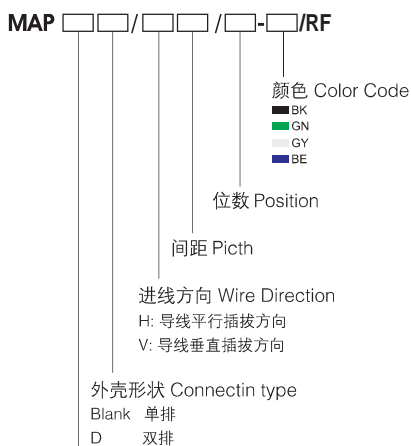 MAP □□/□□/□-□/RF
颜色 Color Code
BK
GN
GY
BE
位数 Position
间距 Picth
进线方向 Wire Direction
H: 导线平行插拔方向
V: 导线垂直插拔方向
外壳形状 Connectin type
Blank 单排
D 双排